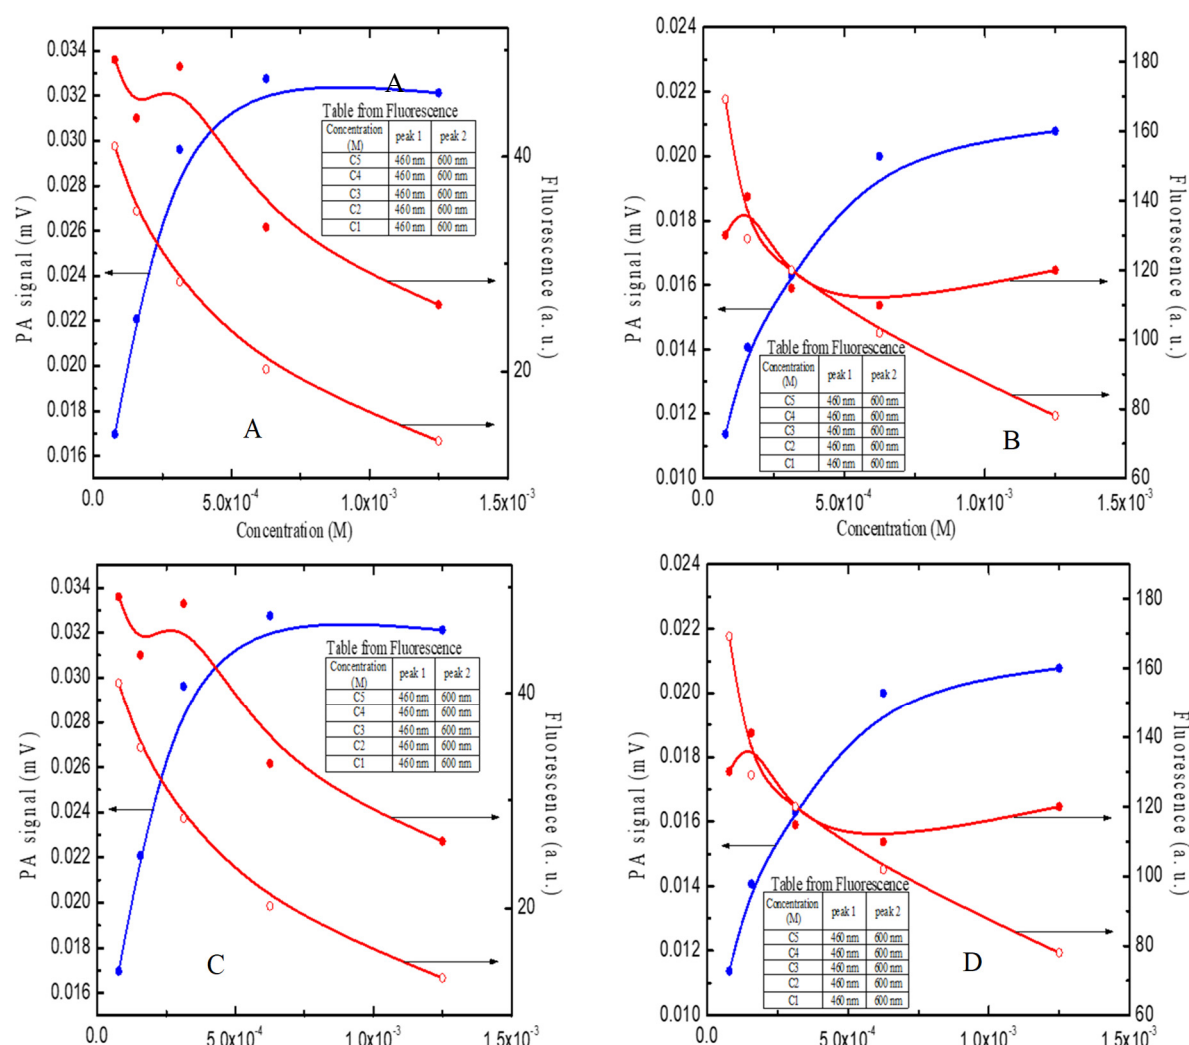 A
0.034
0.032
0.030
0.028
0.026
0.024
0.022
0.020
0.018
0.016
PA signal (mV)
40
20
Fluorescence (a. u.)
Table from Fluorescence
Concentration (M) peak 1 peak 2
C5 460 nm 600 nm
C4 460 nm 600 nm
C3 460 nm 600 nm
C2 460 nm 600 nm
C1 460 nm 600 nm
A
0.0 5.0x10⁻⁴ 1.0x10⁻³ 1.5x10⁻³
Concentration (M)
0.024
0.022
0.020
0.018
0.016
0.014
0.012
0.010
PA signal (mV)
180
160
140
120
100
80
60
Fluorescence (a. u.)
Table from Fluorescence
Concentration (M) peak 1 peak 2
C5 460 nm 600 nm
C4 460 nm 600 nm
C3 460 nm 600 nm
C2 460 nm 600 nm
C1 460 nm 600 nm
B
0.0 5.0x10⁻⁴ 1.0x10⁻³ 1.5x10⁻³
Concentration (M)
0.034
0.032
0.030
0.028
0.026
0.024
0.022
0.020
0.018
0.016
PA signal (mV)
40
20
Fluorescence (a. u.)
Table from Fluorescence
Concentration (M) peak 1 peak 2
C5 460 nm 600 nm
C4 460 nm 600 nm
C3 460 nm 600 nm
C2 460 nm 600 nm
C1 460 nm 600 nm
C
0.0 5.0x10⁻⁴ 1.0x10⁻³ 1.5x10⁻³
0.024
0.022
0.020
0.018
0.016
0.014
0.012
0.010
PA signal (mV)
180
160
140
120
100
80
60
Fluorescence (a. u.)
Table from Fluorescence
Concentration (M) peak 1 peak 2
C5 460 nm 600 nm
C4 460 nm 600 nm
C3 460 nm 600 nm
C2 460 nm 600 nm
C1 460 nm 600 nm
D
0.0 5.0x10⁻⁴ 1.0x10⁻³ 1.5x10⁻³